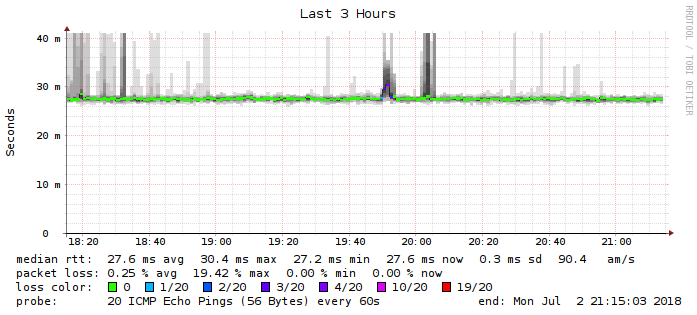 Last 3 Hours
RRDTOOL / TOBI OETIKER
Seconds
40 m
30 m
20 m
10 m
0
18:20 18:40 19:00 19:20 19:40 20:00 20:20 20:40 21:00
median rtt: 27.6 ms avg 30.4 ms max 27.2 ms min 27.6 ms now 0.3 ms sd 90.4 am/s
packet loss: 0.25 % avg 19.42 % max 0.00 % min 0.00 % now
loss color: 0 1/20 2/20 3/20 4/20 10/20 19/20
probe: 20 ICMP Echo Pings (56 Bytes) every 60s end: Mon Jul 2 21:15:03 2018